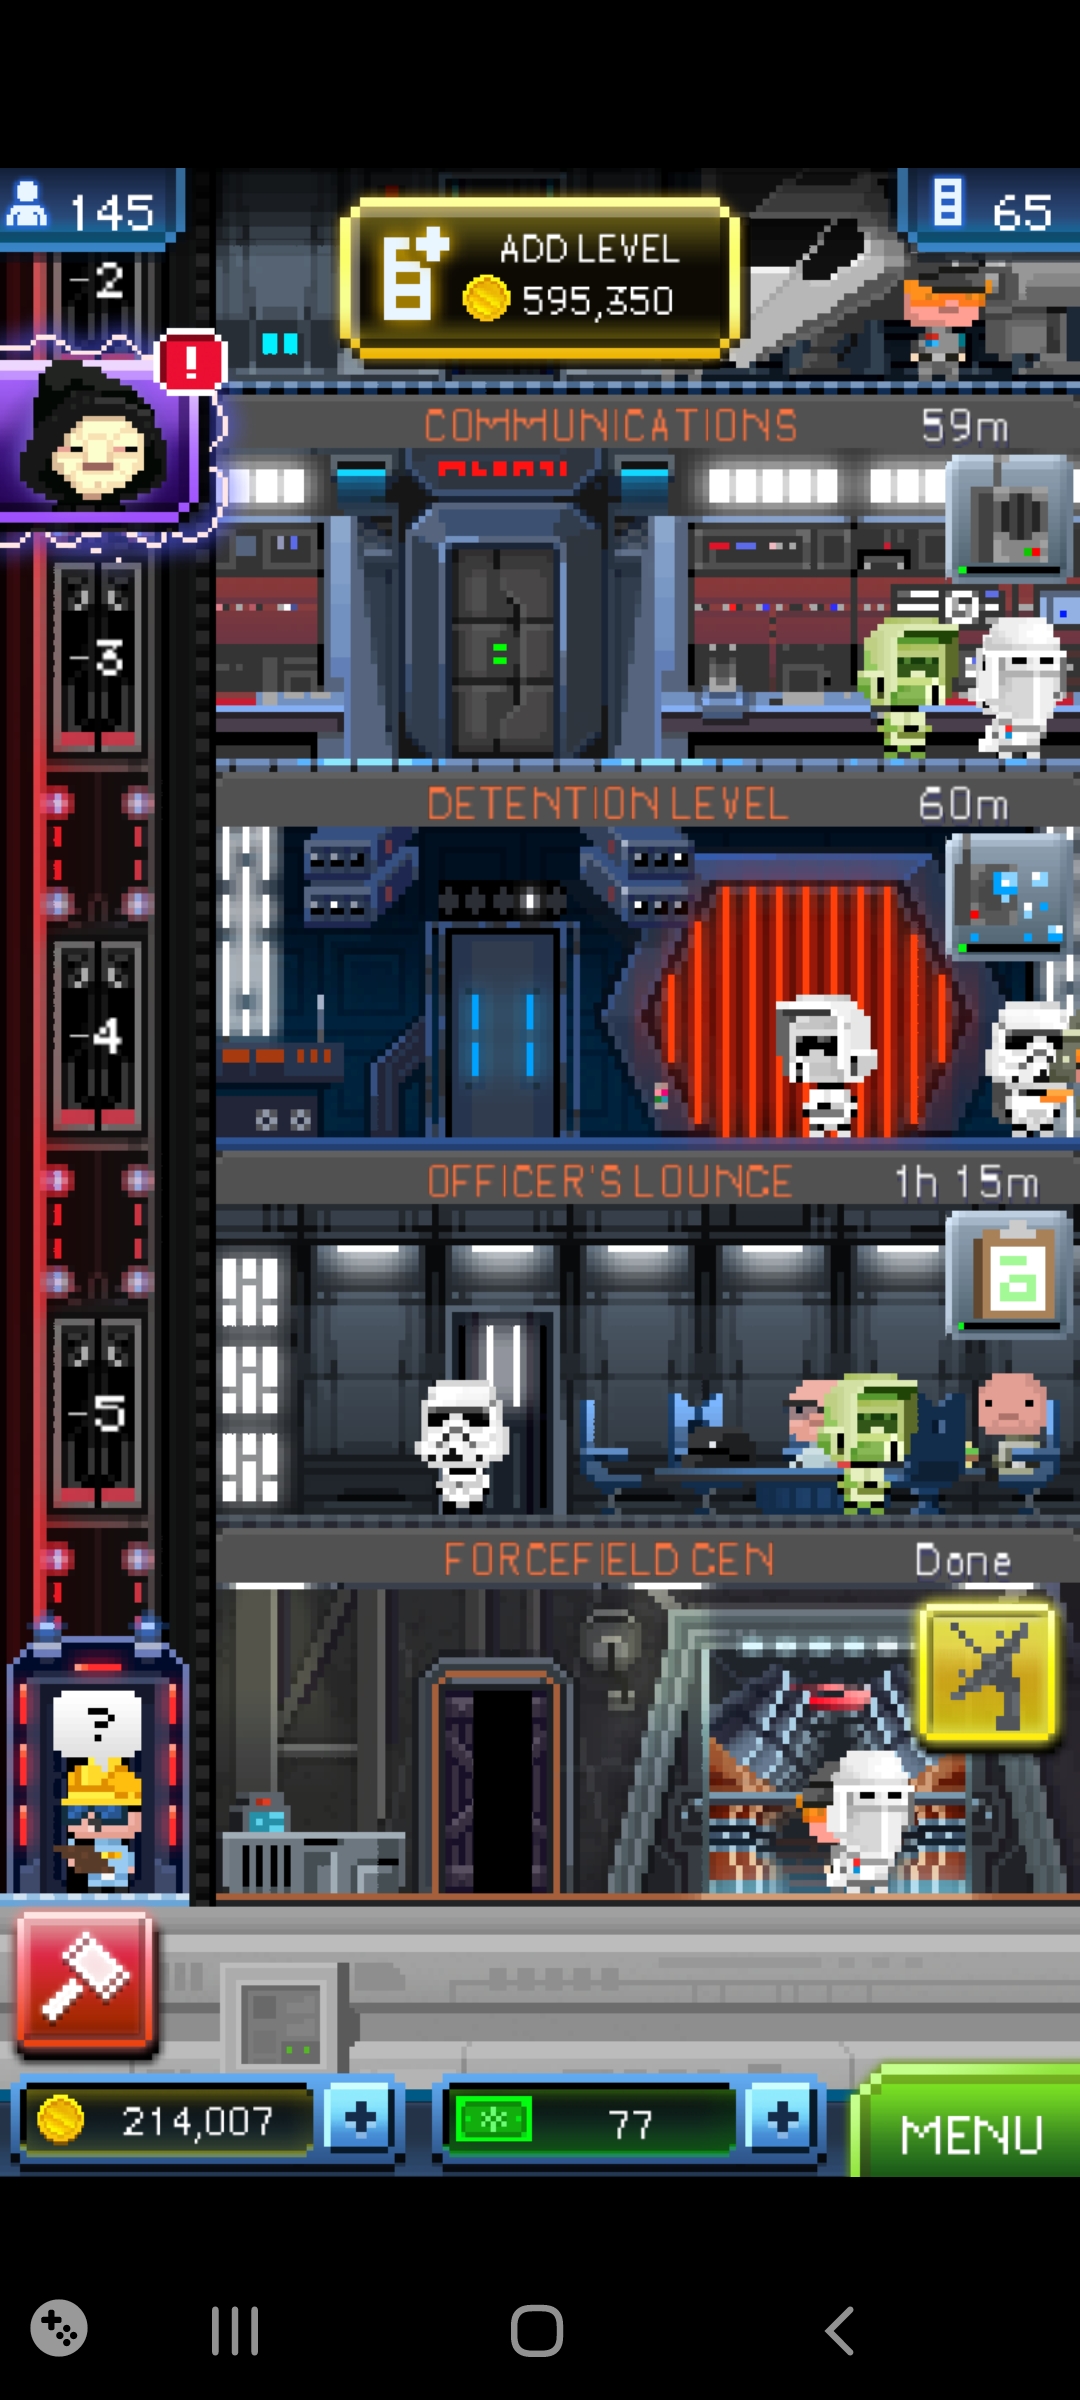 145
ADD LEVEL
595,350
65
-2
!
COMMUNICATIONS 59m
-3
DETENTION LEVEL 60m
-4
OFFICER'S LOUNGE 1h 15m
a
-5
FORCEFIELD GEN Done
?
214,007
77
MENU